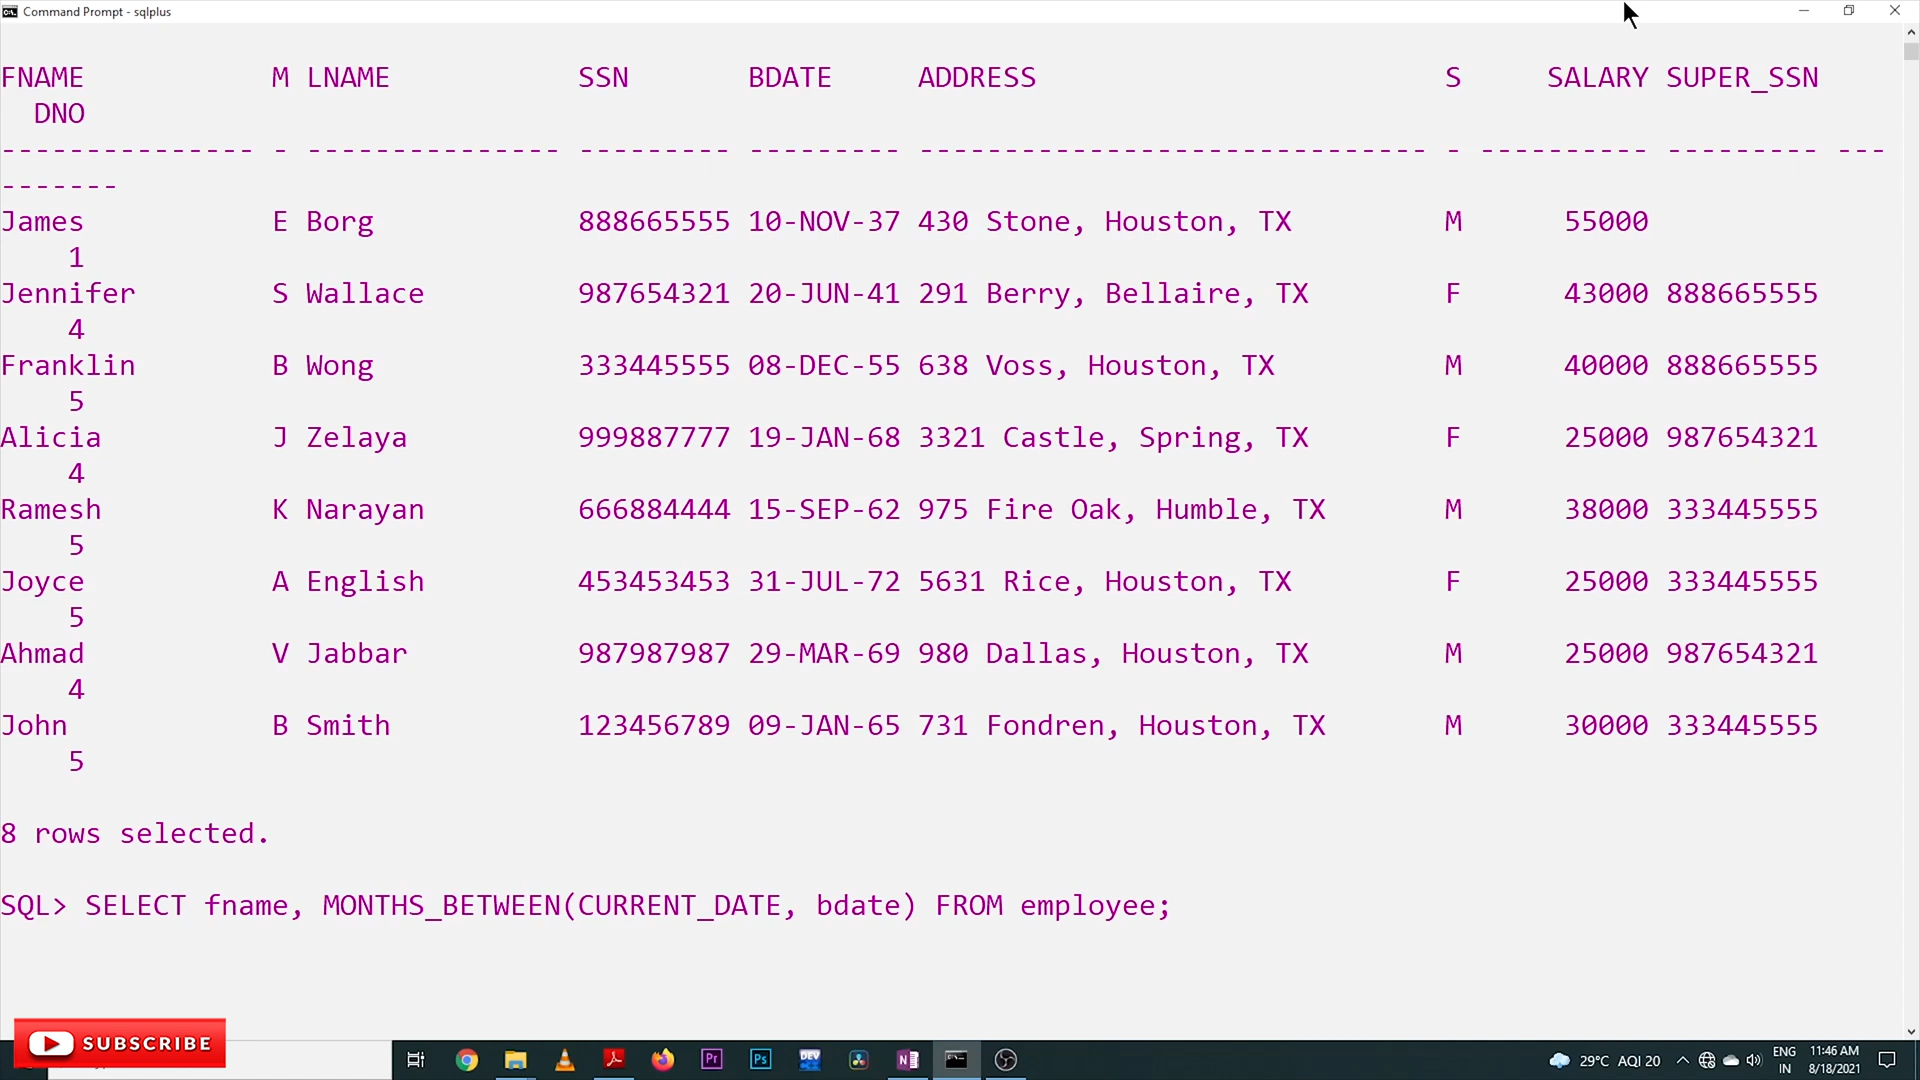 Command Prompt - sqlplus
FNAME M LNAME SSN BDATE ADDRESS S SALARY SUPER_SSN
DNO
--------------- - --------------- --------- --------- ------------------------------ - ---------- --------- ---
-------
James E Borg 888665555 10-NOV-37 430 Stone, Houston, TX M 55000
1
Jennifer S Wallace 987654321 20-JUN-41 291 Berry, Bellaire, TX F 43000 888665555
4
Franklin B Wong 333445555 08-DEC-55 638 Voss, Houston, TX M 40000 888665555
5
Alicia J Zelaya 999887777 19-JAN-68 3321 Castle, Spring, TX F 25000 987654321
4
Ramesh K Narayan 666884444 15-SEP-62 975 Fire Oak, Humble, TX M 38000 333445555
5
Joyce A English 453453453 31-JUL-72 5631 Rice, Houston, TX F 25000 333445555
5
Ahmad V Jabbar 987987987 29-MAR-69 980 Dallas, Houston, TX M 25000 987654321
4
John B Smith 123456789 09-JAN-65 731 Fondren, Houston, TX M 30000 333445555
5
8 rows selected.
SQL> SELECT fname, MONTHS_BETWEEN(CURRENT_DATE, bdate) FROM employee;
SUBSCRIBE
Pr
Ps
DEV
N
29°C AQI 20
ENG
IN
11:46 AM
8/18/2021